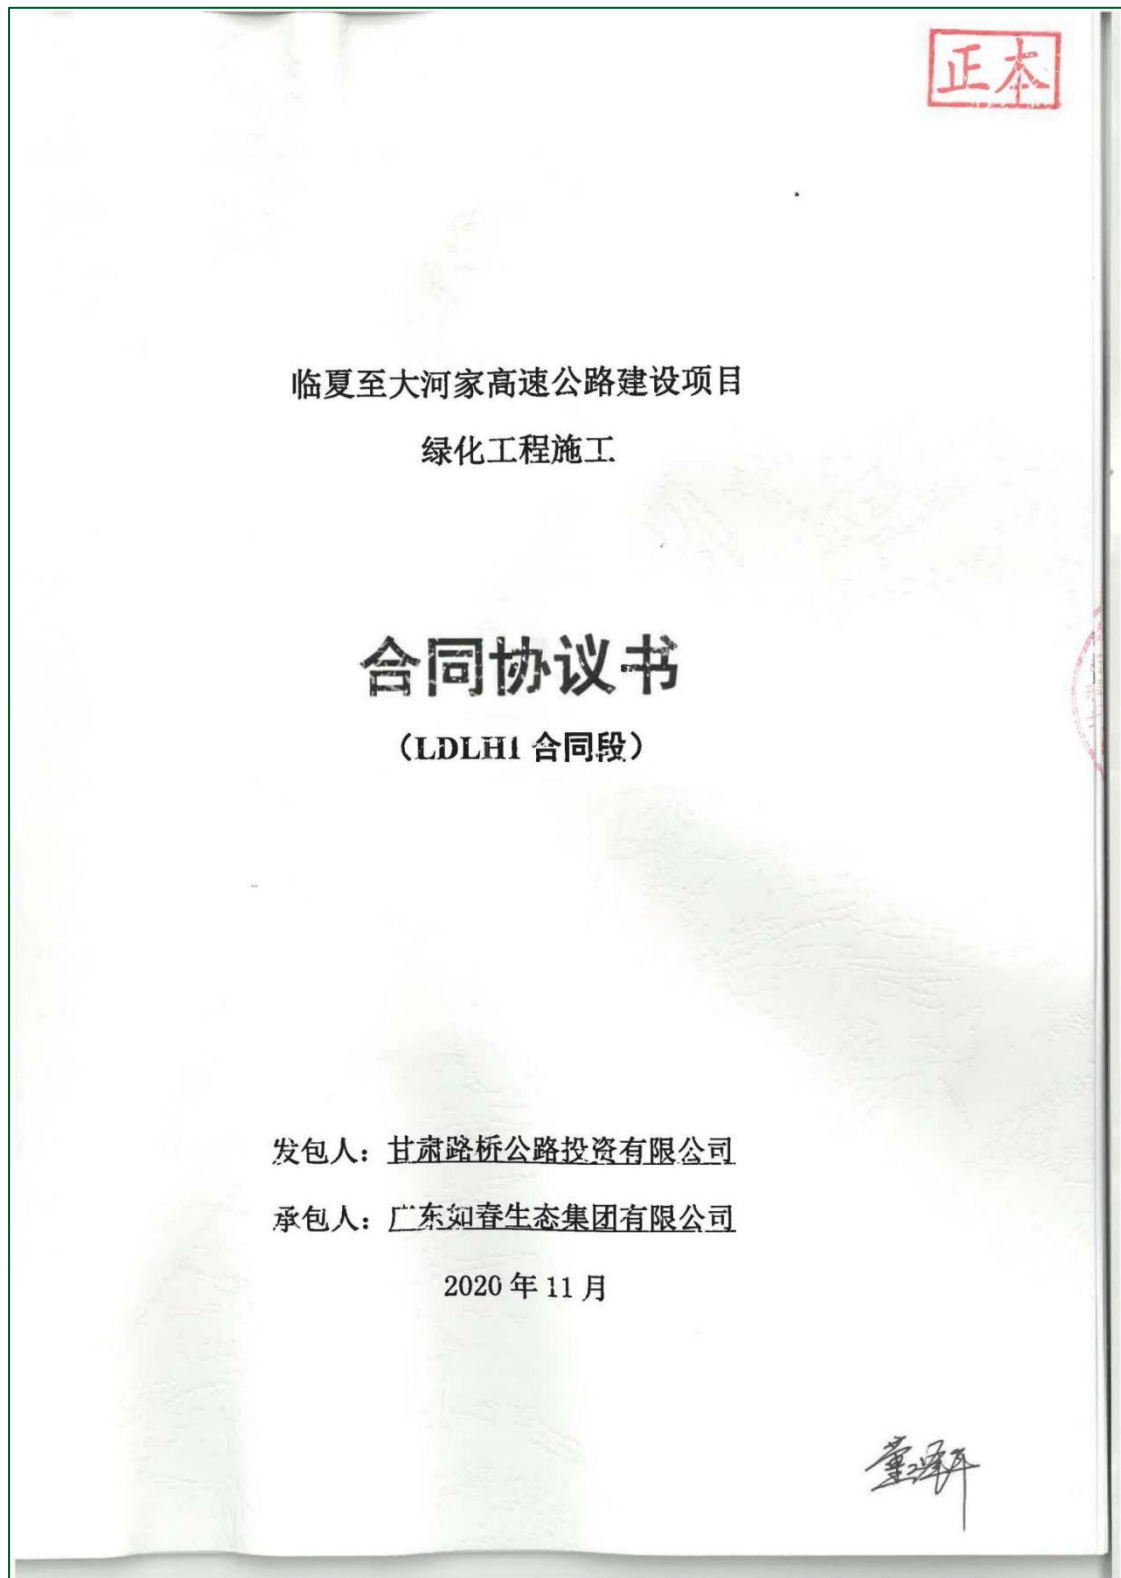 正本
临夏至大河家高速公路建设项目
绿化工程施工
合同协议书
（LDLH1 合同段）
发包人：甘肃路桥公路投资有限公司
承包人：广东如春生态集团有限公司
2020 年 11 月